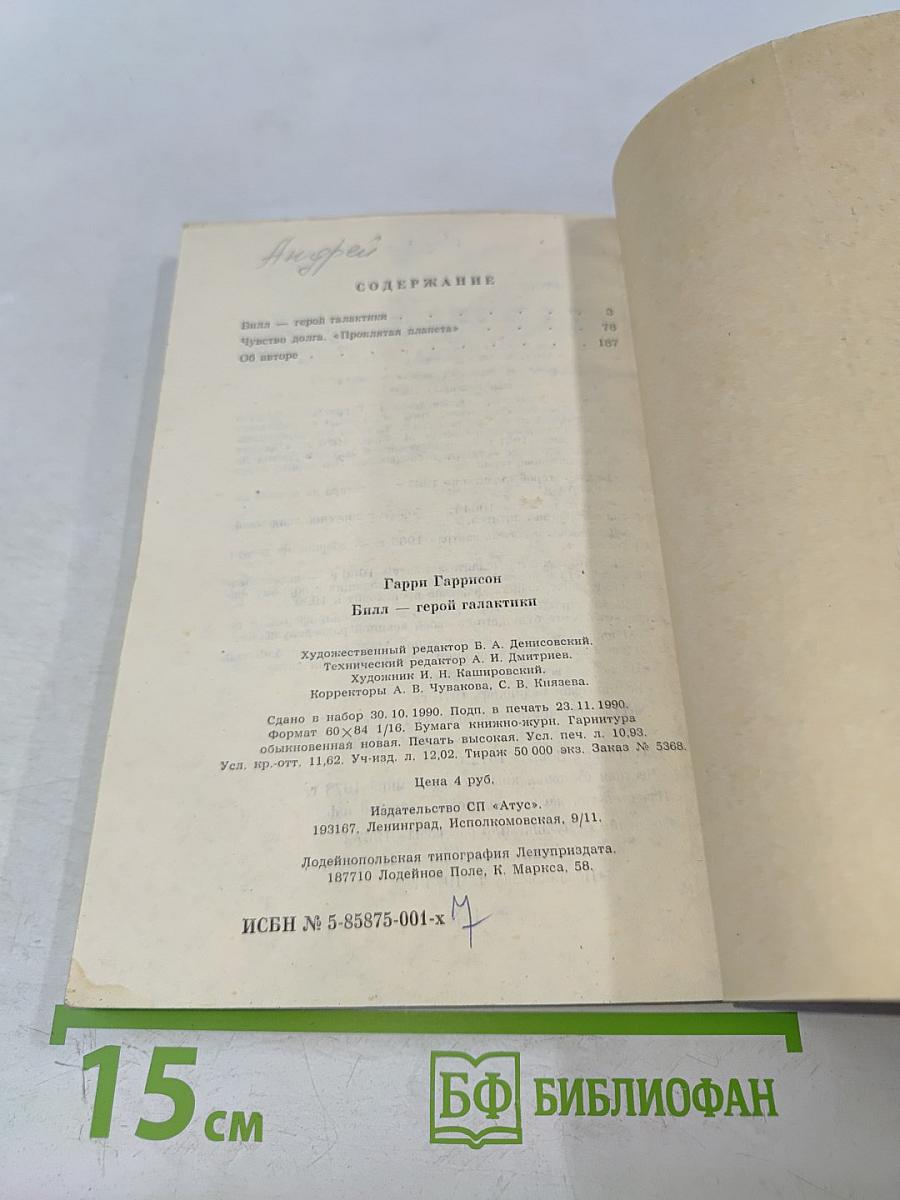 Андрей
СОДЕРЖАНИЕ
Билл — герой галактики . . . . . . . 3
Чувство долга. «Проклятая планета» . . . . . 76
Об авторе . . . . . . . . . . 187
Гарри Гаррисон
Билл — герой галактики
Художественный редактор Б. А. Денисовский.
Технический редактор А. И. Дмитриев.
Художник И. Н. Кашировский.
Корректоры А. В. Чувакова, С. В. Князева.
Сдано в набор 30.10.1990. Подп. в печать 23.11.1990.
Формат 60×84 1/16. Бумага книжно-журн. Гарнитура
обыкновенная новая. Печать высокая. Усл. печ. л. 10,93.
Усл. кр.-отт. 11,62. Уч-изд. л. 12,02. Тираж 50 000 экз. Заказ № 5368.
Цена 4 руб.
Издательство СП «Атус».
193167, Ленинград, Исполкомовская, 9/11.
Лодейнопольская типография Ленуприздата.
187710 Лодейное Поле, К. Маркса, 58.
ИСБН № 5-85875-001-х
15 см
БФ БИБЛИОФАН